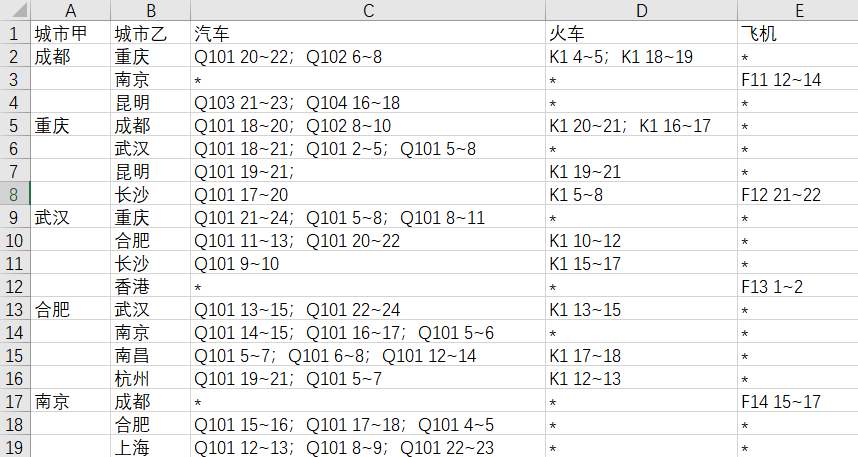 A B C D E
1 城市甲 城市乙 汽车 火车 飞机
2 成都 重庆 Q101 20~22；Q102 6~8 K1 4~5；K1 18~19 *
3 南京 * * F11 12~14
4 昆明 Q103 21~23；Q104 16~18 * *
5 重庆 成都 Q101 18~20；Q102 8~10 K1 20~21；K1 16~17 *
6 武汉 Q101 18~21；Q101 2~5；Q101 5~8 * *
7 昆明 Q101 19~21； K1 19~21 *
8 长沙 Q101 17~20 K1 5~8 F12 21~22
9 武汉 重庆 Q101 21~24；Q101 5~8；Q101 8~11 * *
10 合肥 Q101 11~13；Q101 20~22 K1 10~12 *
11 长沙 Q101 9~10 K1 15~17 *
12 香港 * * F13 1~2
13 合肥 武汉 Q101 13~15；Q101 22~24 K1 13~15 *
14 南京 Q101 14~15；Q101 16~17；Q101 5~6 * *
15 南昌 Q101 5~7；Q101 6~8；Q101 12~14 K1 17~18 *
16 杭州 Q101 19~21；Q101 5~7 K1 12~13 *
17 南京 成都 * * F14 15~17
18 合肥 Q101 15~16；Q101 17~18；Q101 4~5 * *
19 上海 Q101 12~13；Q101 8~9；Q101 22~23 * *